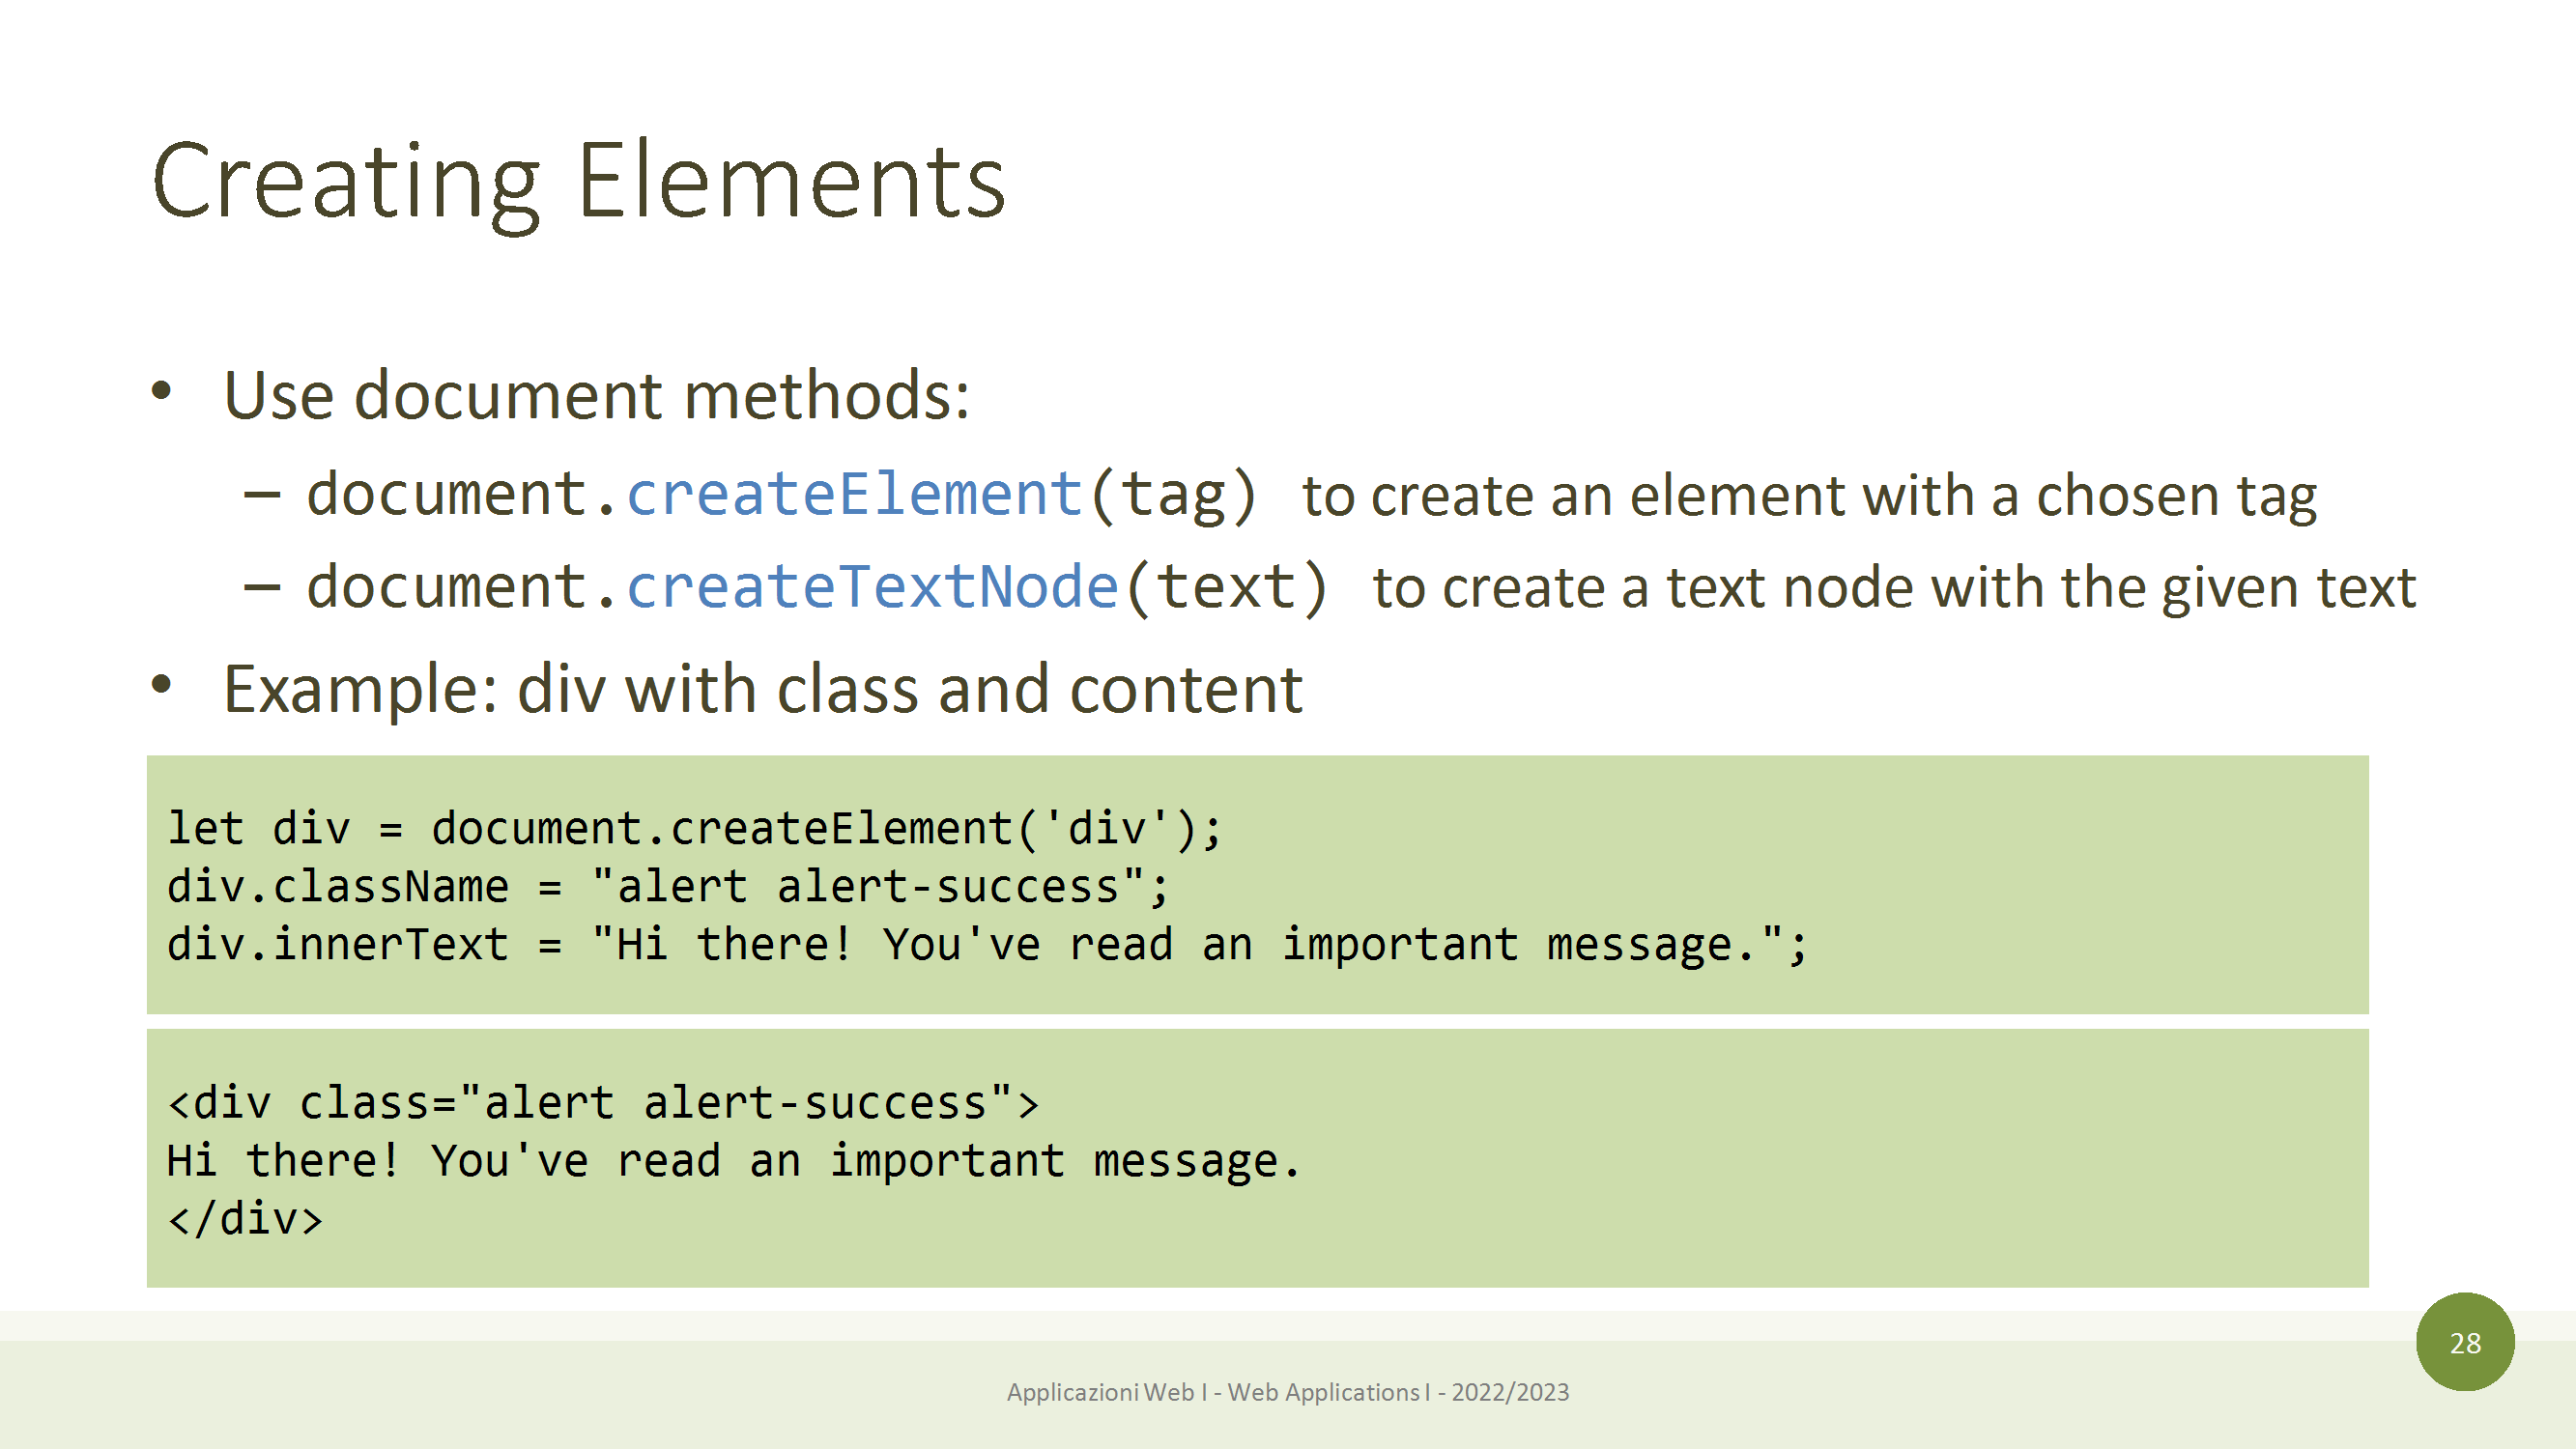 Creating Elements
• Use document methods:
– document.createElement(tag) to create an element with a chosen tag
– document.createTextNode(text) to create a text node with the given text
• Example: div with class and content
let div = document.createElement('div');
div.className = "alert alert-success";
div.innerText = "Hi there! You've read an important message.";
<div class="alert alert-success">
Hi there! You've read an important message.
</div>
28
Applicazioni Web I - Web Applications I - 2022/2023